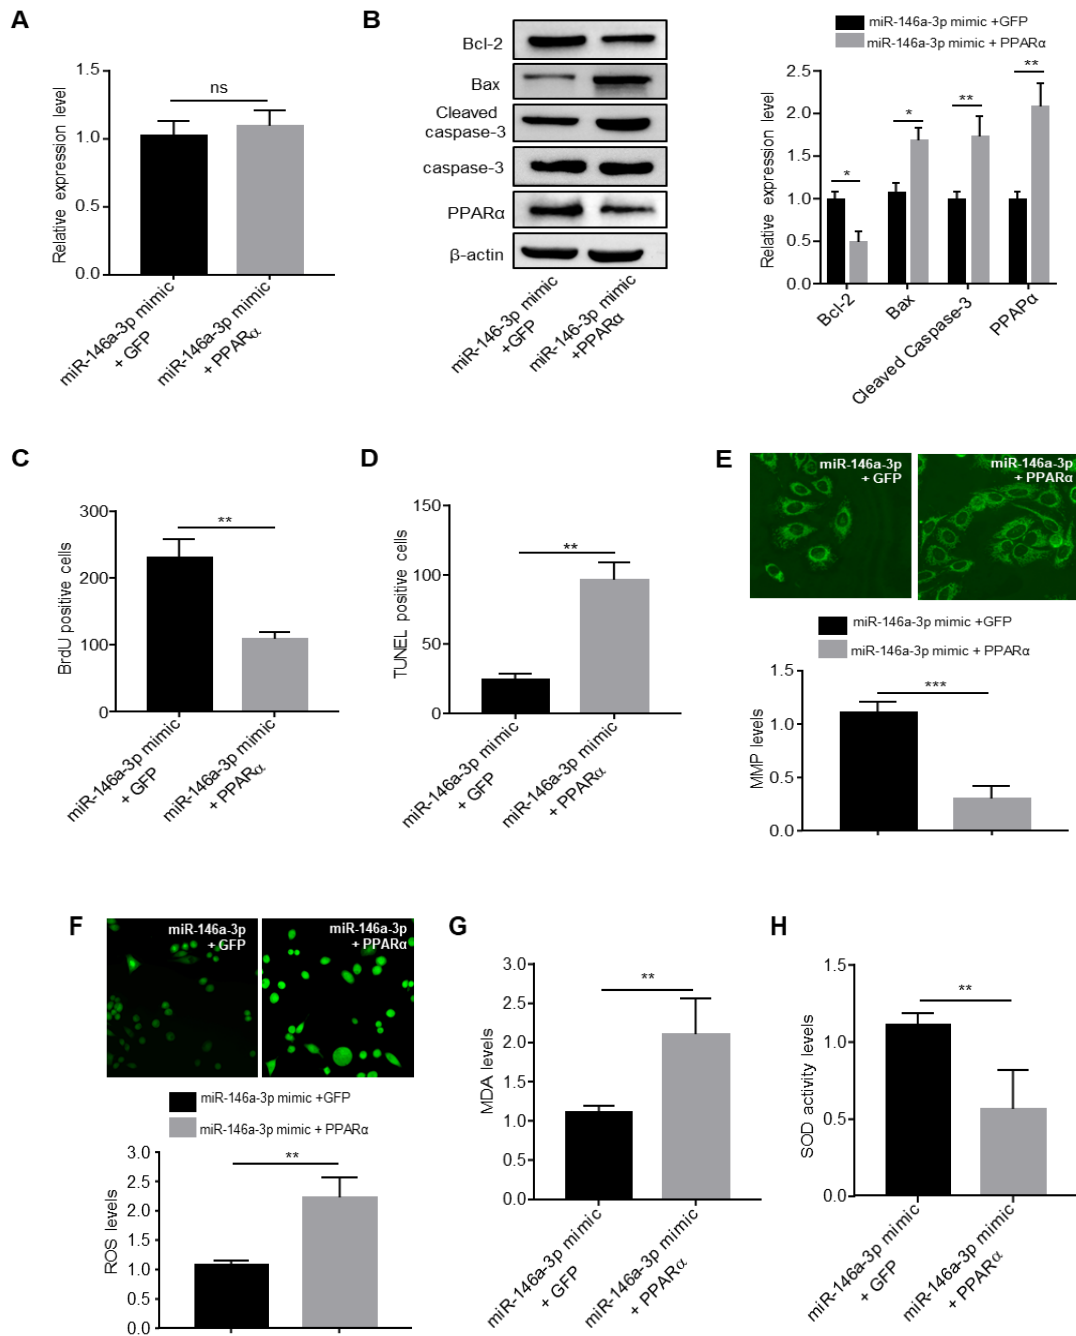 A
1.5
1.0
0.5
0.0
Relative expression level
ns
miR-146a-3p mimic
+ GFP
miR-146a-3p mimic
+ PPARα
B
Bcl-2
Bax
Cleaved
caspase-3
caspase-3
PPARα
β-actin
miR-146-3p mimic
+GFP
miR-146-3p mimic
+PPARα
miR-146a-3p mimic +GFP
miR-146a-3p mimic + PPARα
2.5
2.0
1.5
1.0
0.5
0.0
Relative expression level
*
*
**
**
Bcl-2
Bax
Cleaved Caspase-3
PPAPα
C
300
200
100
0
BrdU positive cells
**
miR-146a-3p mimic
+ GFP
miR-146a-3p mimic
+ PPARα
D
150
100
50
0
TUNEL positive cells
**
miR-146a-3p mimic
+ GFP
miR-146a-3p mimic
+ PPARα
E
miR-146a-3p
+ GFP
miR-146a-3p
+ PPARα
miR-146a-3p mimic +GFP
miR-146a-3p mimic + PPARα
1.5
1.0
0.5
0.0
MMP levels
***
F
miR-146a-3p
+ GFP
miR-146a-3p
+ PPARα
miR-146a-3p mimic +GFP
miR-146a-3p mimic + PPARα
3.0
2.5
2.0
1.5
1.0
0.5
0.0
ROS levels
**
G
3.0
2.5
2.0
1.5
1.0
0.5
0.0
MDA levels
**
miR-146a-3p mimic
+ GFP
miR-146a-3p mimic
+ PPARα
H
1.5
1.0
0.5
0.0
SOD activity levels
**
miR-146a-3p mimic
+ GFP
miR-146a-3p mimic
+ PPARα